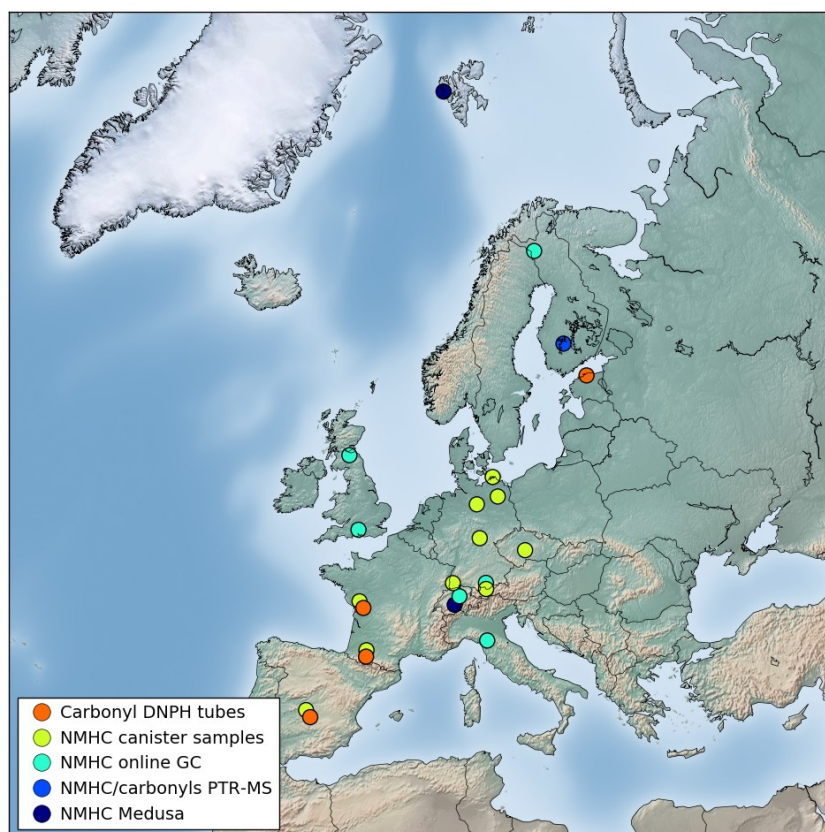 Carbonyl DNPH tubes
NMHC canister samples
NMHC online GC
NMHC/carbonyls PTR-MS
NMHC Medusa